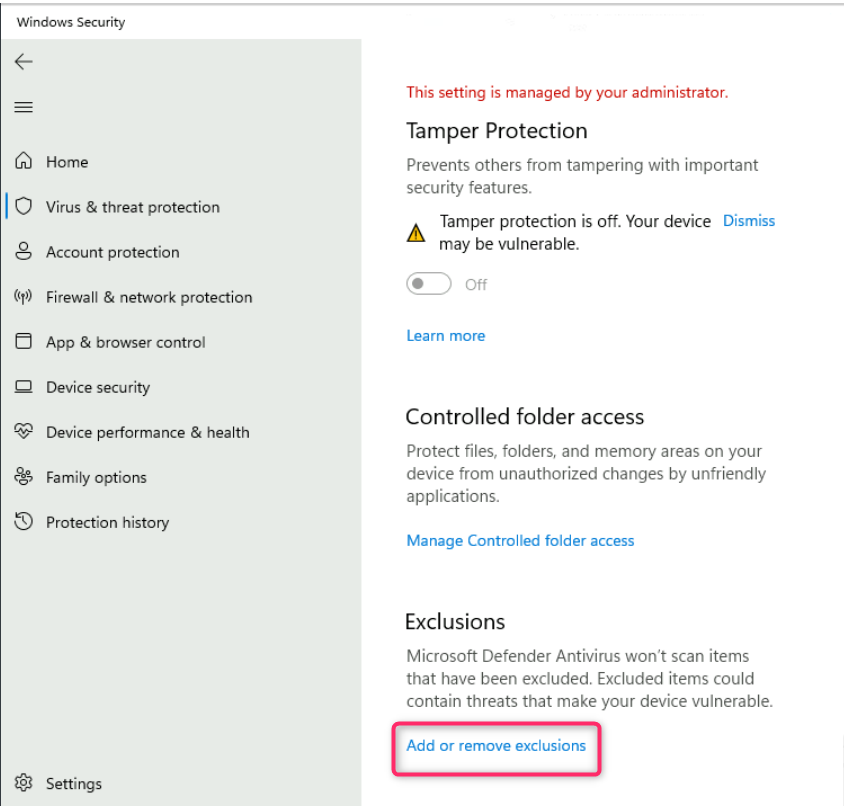 Windows Security
Home
Virus & threat protection
Account protection
Firewall & network protection
App & browser control
Device security
Device performance & health
Family options
Protection history
Settings
This setting is managed by your administrator.
Tamper Protection
Prevents others from tampering with important
security features.
Tamper protection is off. Your device Dismiss
may be vulnerable.
Off
Learn more
Controlled folder access
Protect files, folders, and memory areas on your
device from unauthorized changes by unfriendly
applications.
Manage Controlled folder access
Exclusions
Microsoft Defender Antivirus won't scan items
that have been excluded. Excluded items could
contain threats that make your device vulnerable.
Add or remove exclusions